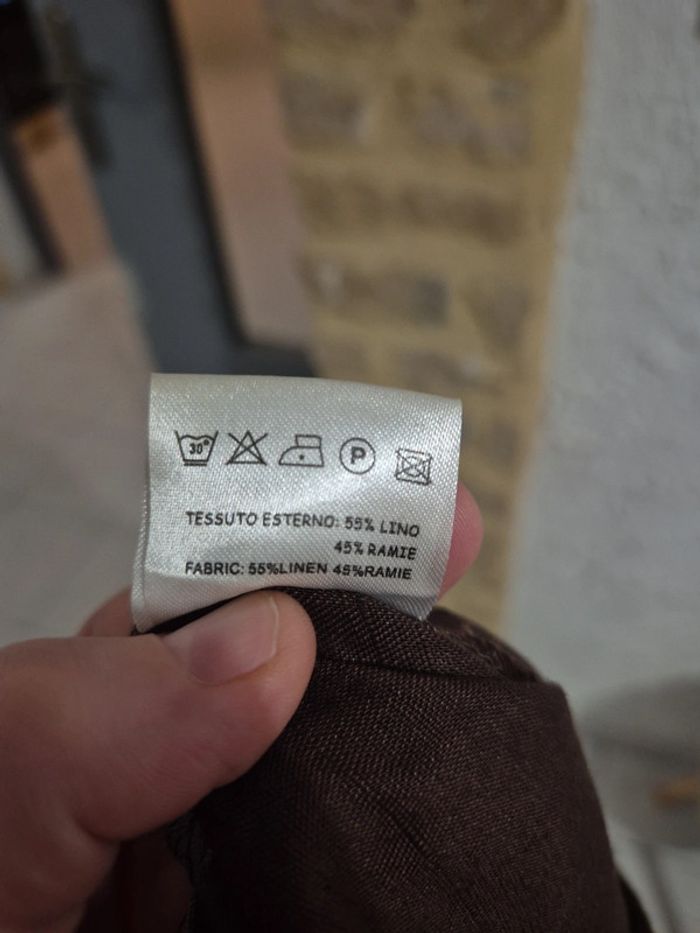 30°
P
TESSUTO ESTERNO: 55% LINO
45% RAMIE
FABRIC: 55%LINEN 45%RAMIE